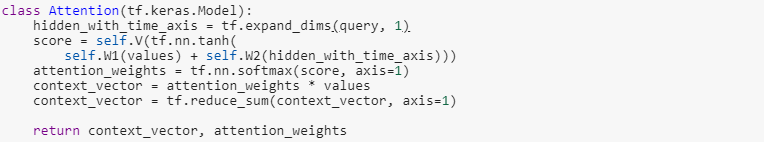 class Attention(tf.keras.Model):
    hidden_with_time_axis = tf.expand_dims(query, 1)
    score = self.V(tf.nn.tanh(
        self.W1(values) + self.W2(hidden_with_time_axis)))
    attention_weights = tf.nn.softmax(score, axis=1)
    context_vector = attention_weights * values
    context_vector = tf.reduce_sum(context_vector, axis=1)

    return context_vector, attention_weights